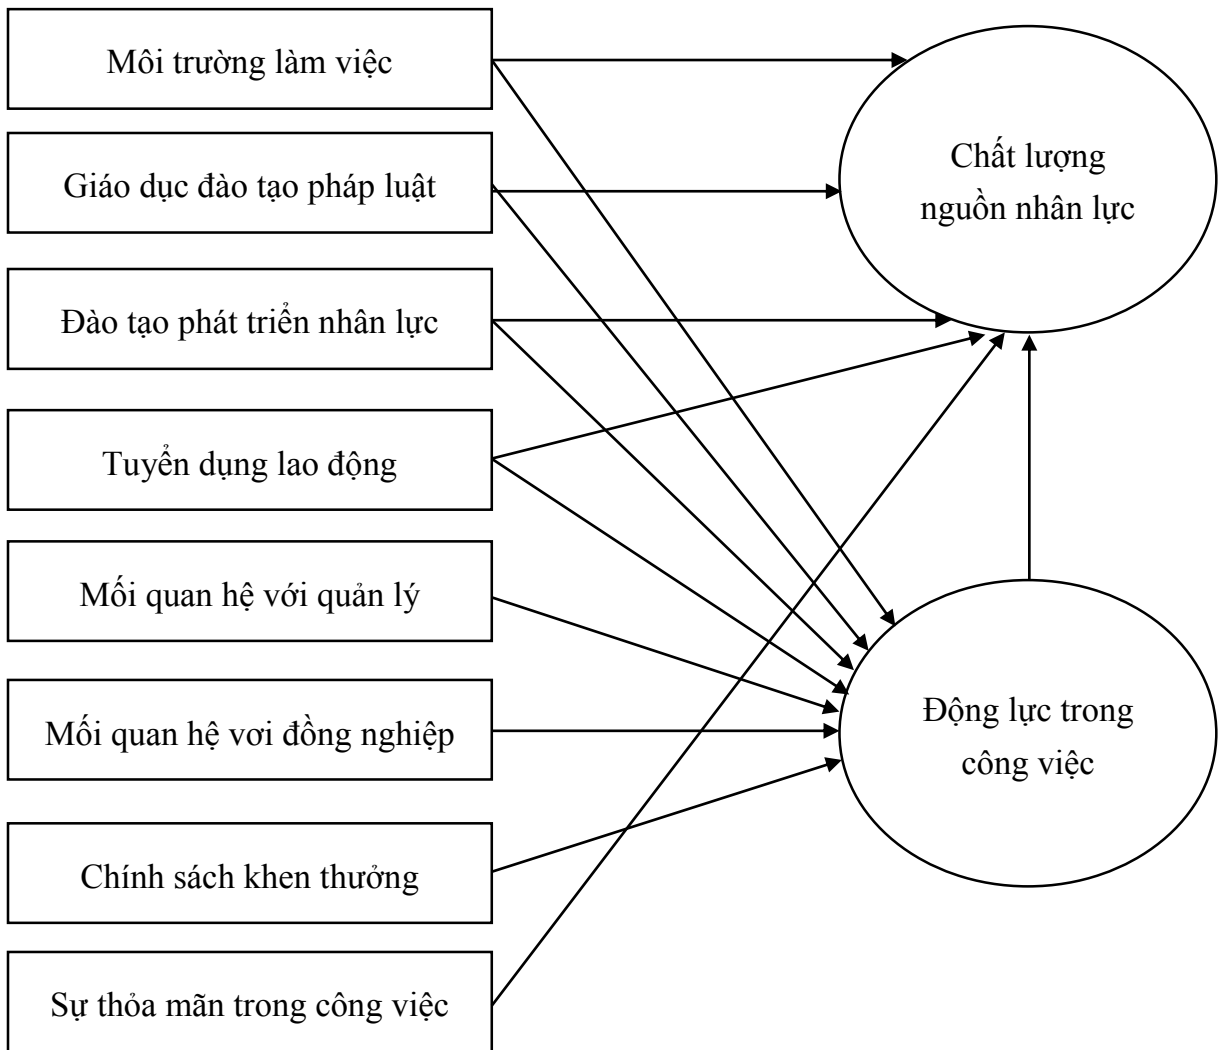 Môi trường làm việc
Giáo dục đào tạo pháp luật
Đào tạo phát triển nhân lực
Tuyển dụng lao động
Mối quan hệ với quản lý
Mối quan hệ vơi đồng nghiệp
Chính sách khen thưởng
Sự thỏa mãn trong công việc
Chất lượng
nguồn nhân lực
Động lực trong
công việc